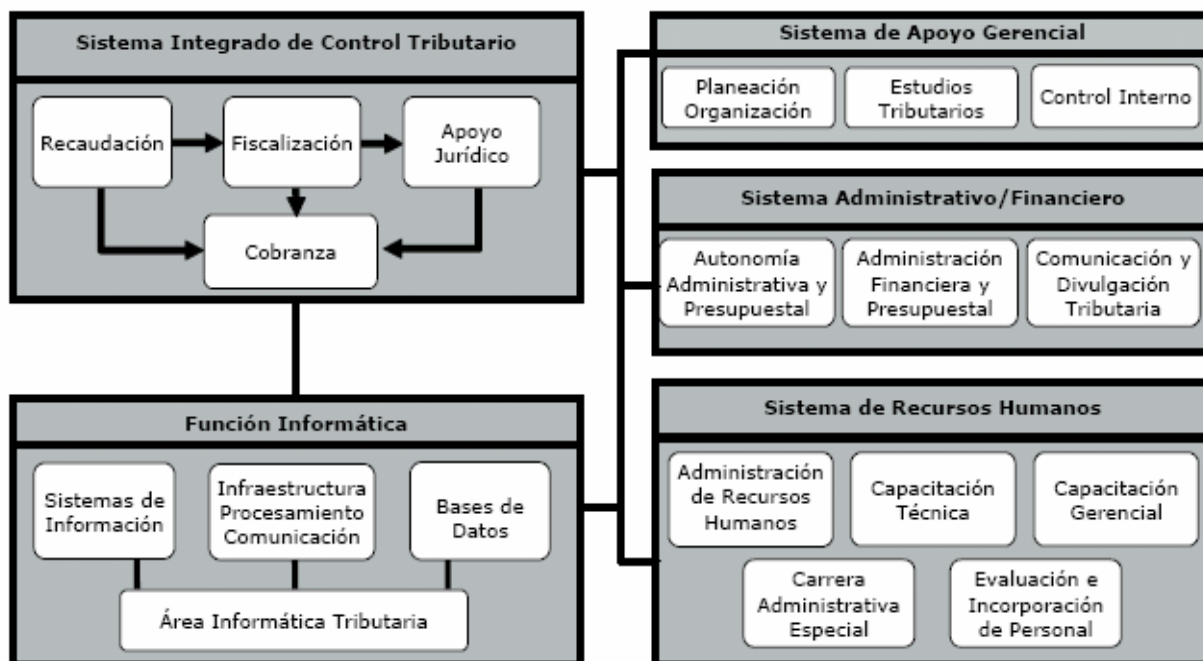 Sistema Integrado de Control Tributario
Recaudación
Fiscalización
Apoyo
Jurídico
Cobranza
Función Informática
Sistemas de
Información
Infraestructura
Procesamiento
Comunicación
Bases de
Datos
Área Informática Tributaria
Sistema de Apoyo Gerencial
Planeación
Organización
Estudios
Tributarios
Control Interno
Sistema Administrativo/Financiero
Autonomía
Administrativa y
Presupuestal
Administración
Financiera y
Presupuestal
Comunicación y
Divulgación
Tributaria
Sistema de Recursos Humanos
Administración
de Recursos
Humanos
Capacitación
Técnica
Capacitación
Gerencial
Carrera
Administrativa
Especial
Evaluación e
Incorporación
de Personal